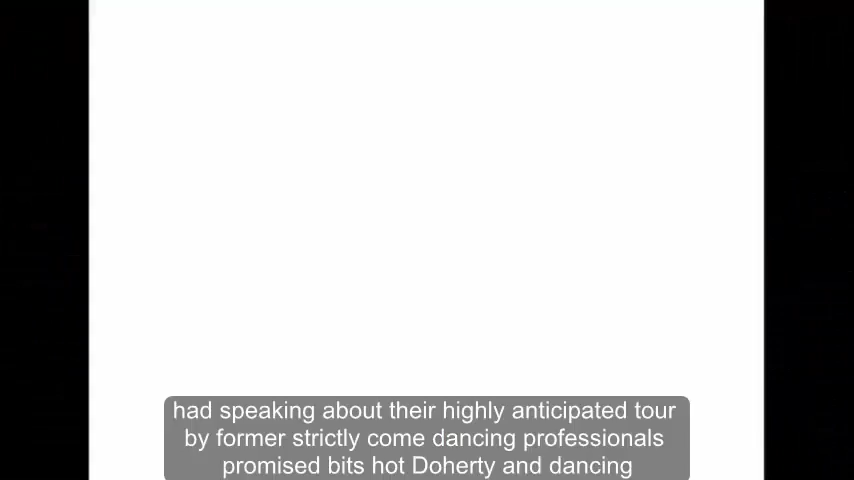 had speaking about their highly anticipated tour
by former strictly come dancing professionals
promised bits hot Doherty and dancing